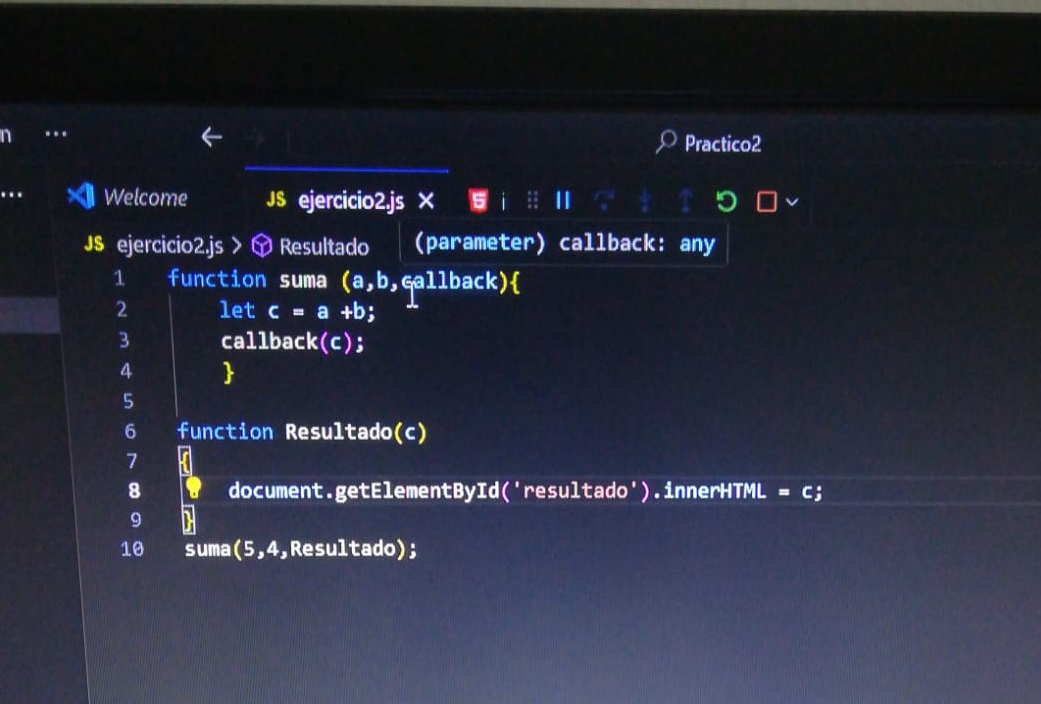 n ··· ← Practico2
··· Welcome JS ejercicio2.js × 5
JS ejercicio2.js > Resultado
(parameter) callback: any
1 function suma (a,b,callback){
2 let c = a +b;
3 callback(c);
4 }
5
6 function Resultado(c)
7 {
8 document.getElementById('resultado').innerHTML = c;
9 }
10 suma(5,4,Resultado);